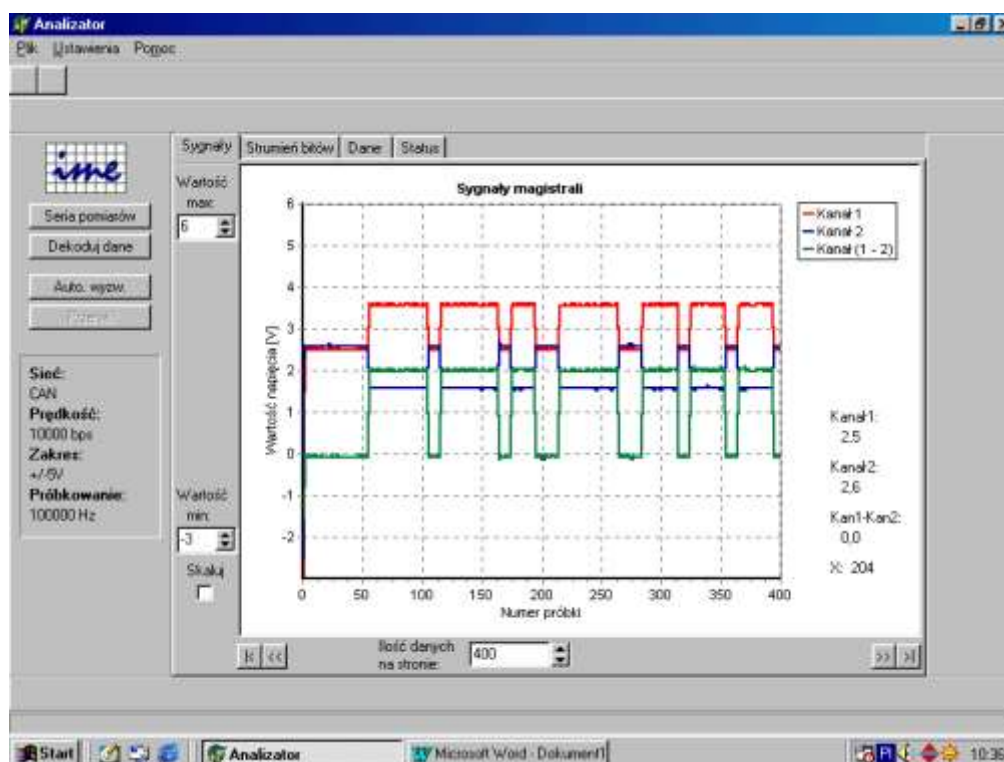 Analizator
Plik Ustawienia Pomoc
ime
Seria pomiarów
Dekoduj dane
Auto. wyzw.
Sieć:
CAN
Prędkość:
10000 bps
Zakres:
+/-5V
Próbkowanie:
100000 Hz
Sygnały Strumień bitów Dane Status
Wartość
max:
6
Wartość
min:
-3
Skaluj
Sygnały magistrali
Wartość napięcia [V]
6
5
4
3
2
1
0
-1
-2
0 50 100 150 200 250 300 350 400
Numer próbki
Kanał 1
Kanał 2
Kanał (1 - 2)
Kanał1:
2,5
Kanał2:
2,6
Kan1-Kan2:
0,0
X: 204
|< <<
Ilość danych
na stronie:
400
>> >|
Start Analizator Microsoft Word - Dokument1 Pl 10:36